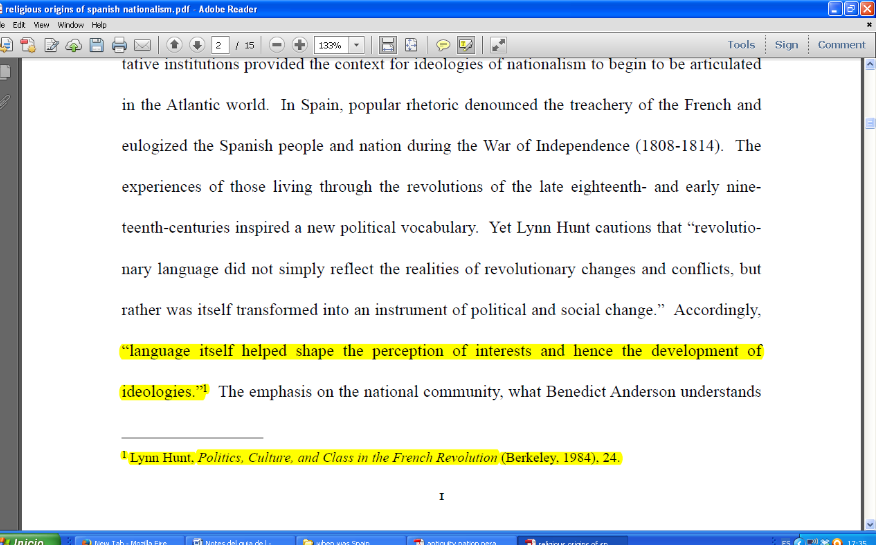 religious origins of spanish nationalism.pdf - Adobe Reader
Edit View Window Help
2 / 15 133% Tools Sign Comment
tative institutions provided the context for ideologies of nationalism to begin to be articulated
in the Atlantic world. In Spain, popular rhetoric denounced the treachery of the French and
eulogized the Spanish people and nation during the War of Independence (1808-1814). The
experiences of those living through the revolutions of the late eighteenth- and early nine-
teenth-centuries inspired a new political vocabulary. Yet Lynn Hunt cautions that “revolutio-
nary language did not simply reflect the realities of revolutionary changes and conflicts, but
rather was itself transformed into an instrument of political and social change.” Accordingly,
“language itself helped shape the perception of interests and hence the development of
ideologies.”1 The emphasis on the national community, what Benedict Anderson understands
1 Lynn Hunt, Politics, Culture, and Class in the French Revolution (Berkeley, 1984), 24.
Inicio New Tab - Mozilla Fire... Notes del guia de l... when was Spain religious origins of sp... ES 17:35